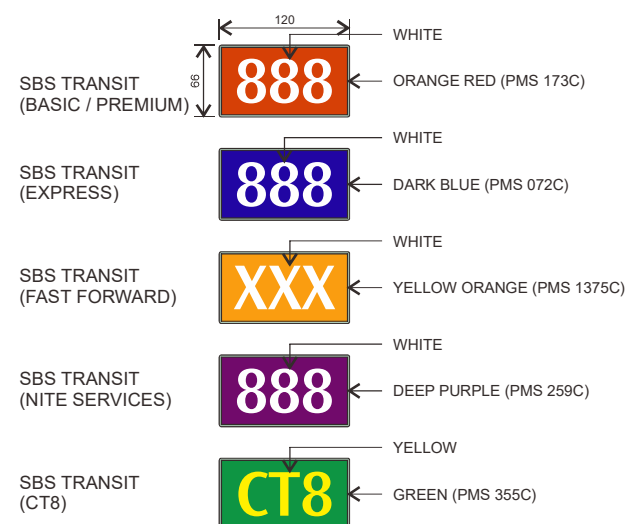 120
WHITE
66
888
SBS TRANSIT
(BASIC / PREMIUM)
ORANGE RED (PMS 173C)
WHITE
888
SBS TRANSIT
(EXPRESS)
DARK BLUE (PMS 072C)
WHITE
XXX
SBS TRANSIT
(FAST FORWARD)
YELLOW ORANGE (PMS 1375C)
WHITE
888
SBS TRANSIT
(NITE SERVICES)
DEEP PURPLE (PMS 259C)
YELLOW
CT8
SBS TRANSIT
(CT8)
GREEN (PMS 355C)